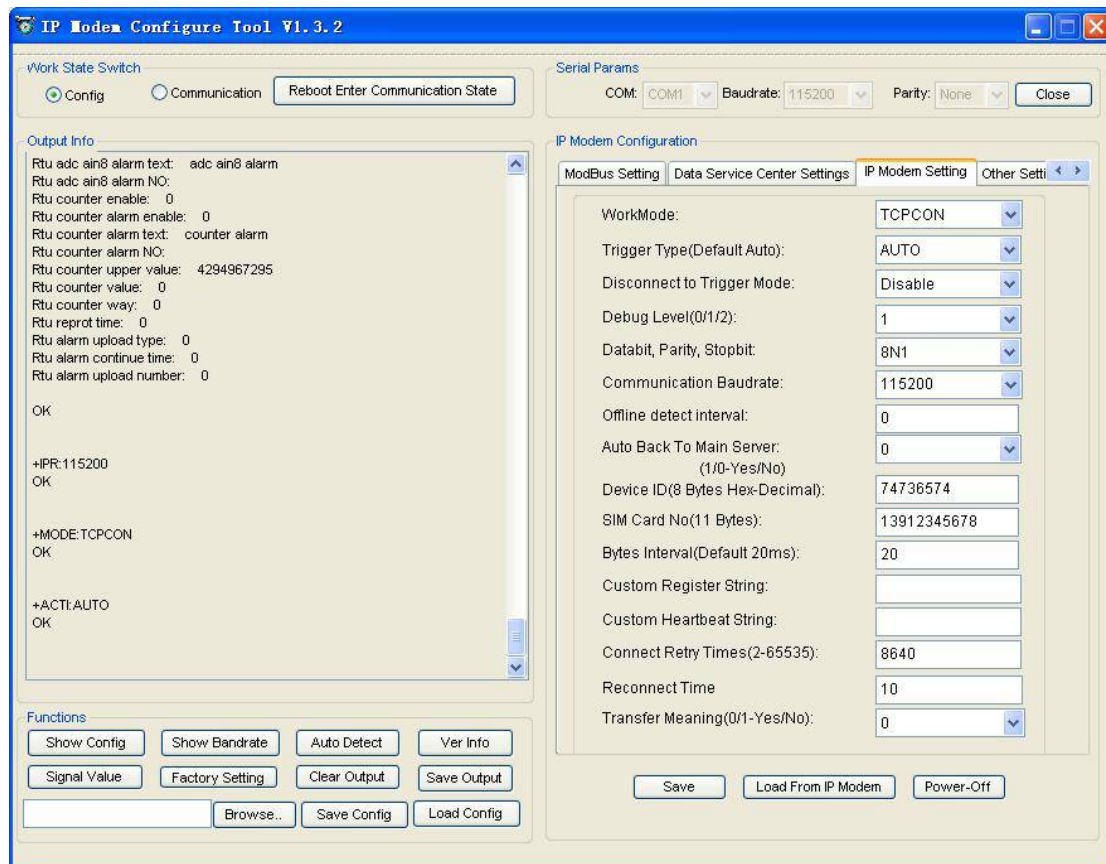 IP Modem Configure Tool V1.3.2
Work State Switch
Config
Communication
Reboot Enter Communication State
Serial Params
COM: COM1
Baudrate: 115200
Parity: None
Close
Output Info
Rtu adc ain8 alarm text: adc ain8 alarm
Rtu adc ain8 alarm NO:
Rtu counter enable: 0
Rtu counter alarm enable: 0
Rtu counter alarm text: counter alarm
Rtu counter alarm NO:
Rtu counter upper value: 4294967295
Rtu counter value: 0
Rtu counter way: 0
Rtu reprot time: 0
Rtu alarm upload type: 0
Rtu alarm continue time: 0
Rtu alarm upload number: 0
OK
+IPR:115200
OK
+MODE:TCPCON
OK
+ACTI:AUTO
OK
IP Modem Configuration
ModBus Setting
Data Service Center Settings
IP Modem Setting
Other Setti
WorkMode: TCPCON
Trigger Type(Default Auto): AUTO
Disconnect to Trigger Mode: Disable
Debug Level(0/1/2): 1
Databit, Parity, Stopbit: 8N1
Communication Baudrate: 115200
Offline detect interval: 0
Auto Back To Main Server: 0
(1/0-Yes/No)
Device ID(8 Bytes Hex-Decimal): 74736574
SIM Card No(11 Bytes): 13912345678
Bytes Interval(Default 20ms): 20
Custom Register String:
Custom Heartbeat String:
Connect Retry Times(2-65535): 8640
Reconnect Time 10
Transfer Meaning(0/1-Yes/No): 0
Save
Load From IP Modem
Power-Off
Functions
Show Config
Show Bandrate
Auto Detect
Ver Info
Signal Value
Factory Setting
Clear Output
Save Output
Browse..
Save Config
Load Config